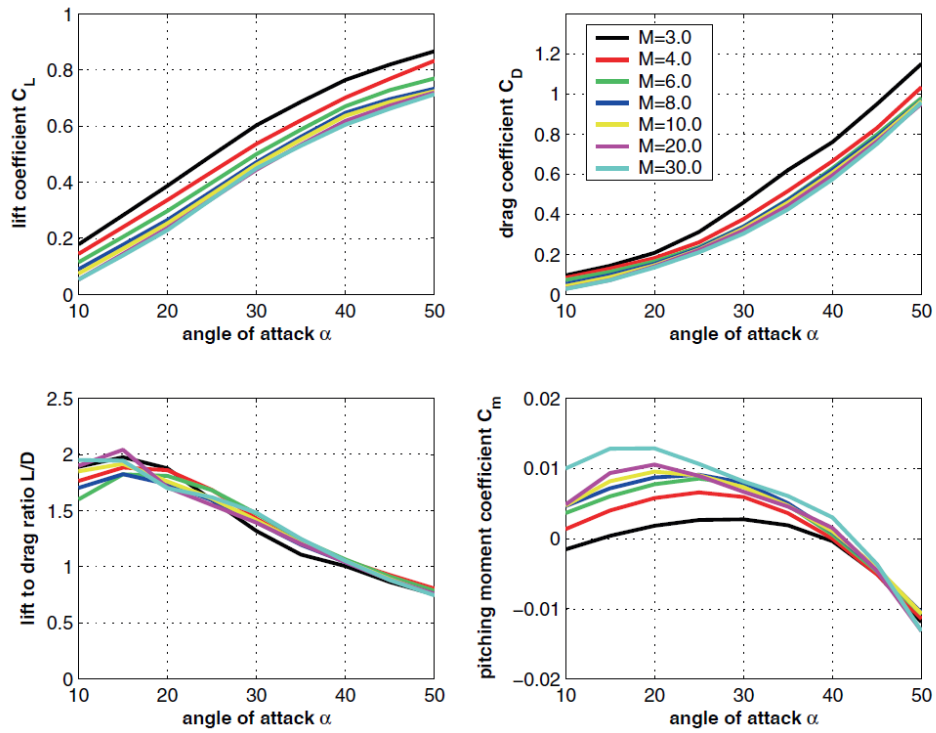 1
0.8
0.6
0.4
0.2
0
10 20 30 40 50
lift coefficient C_L
angle of attack α
1.2
1
0.8
0.6
0.4
0.2
0
10 20 30 40 50
drag coefficient C_D
angle of attack α
M=3.0
M=4.0
M=6.0
M=8.0
M=10.0
M=20.0
M=30.0
2.5
2
1.5
1
0.5
0
10 20 30 40 50
lift to drag ratio L/D
angle of attack α
0.02
0.010
0
−0.01
−0.02
10 20 30 40 50
pitching moment coefficient C_m
angle of attack α